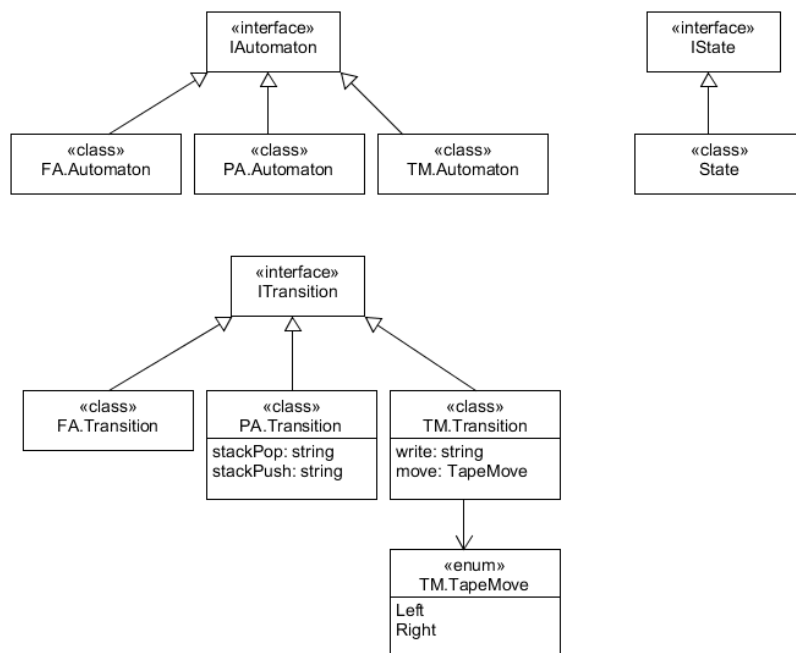 «interface»
IAutomaton
«interface»
IState
«class»
FA.Automaton
«class»
PA.Automaton
«class»
TM.Automaton
«class»
State
«interface»
ITransition
«class»
FA.Transition
«class»
PA.Transition
stackPop: string
stackPush: string
«class»
TM.Transition
write: string
move: TapeMove
«enum»
TM.TapeMove
Left
Right